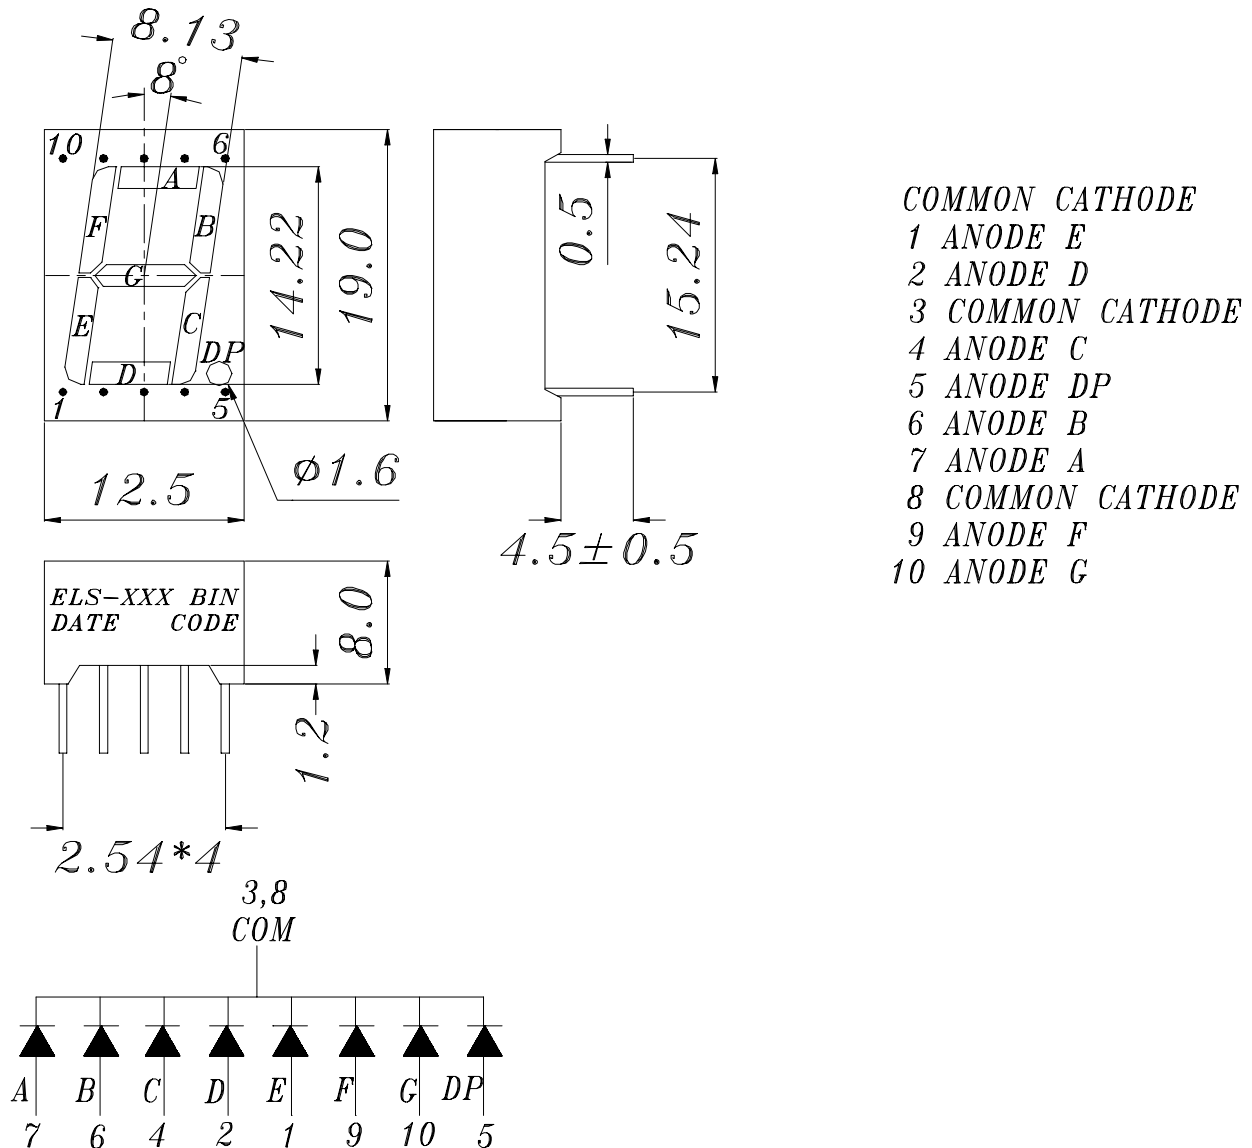 8.13
8°
10 6
A
F B
G
E C
DP
D
1 5
14.22
19.0
ø1.6
12.5
0.5
15.24
4.5±0.5
COMMON CATHODE
1 ANODE E
2 ANODE D
3 COMMON CATHODE
4 ANODE C
5 ANODE DP
6 ANODE B
7 ANODE A
8 COMMON CATHODE
9 ANODE F
10 ANODE G
ELS-XXX BIN
DATE CODE
8.0
1.2
2.54*4
3,8
COM
A B C D E F G DP
7 6 4 2 1 9 10 5